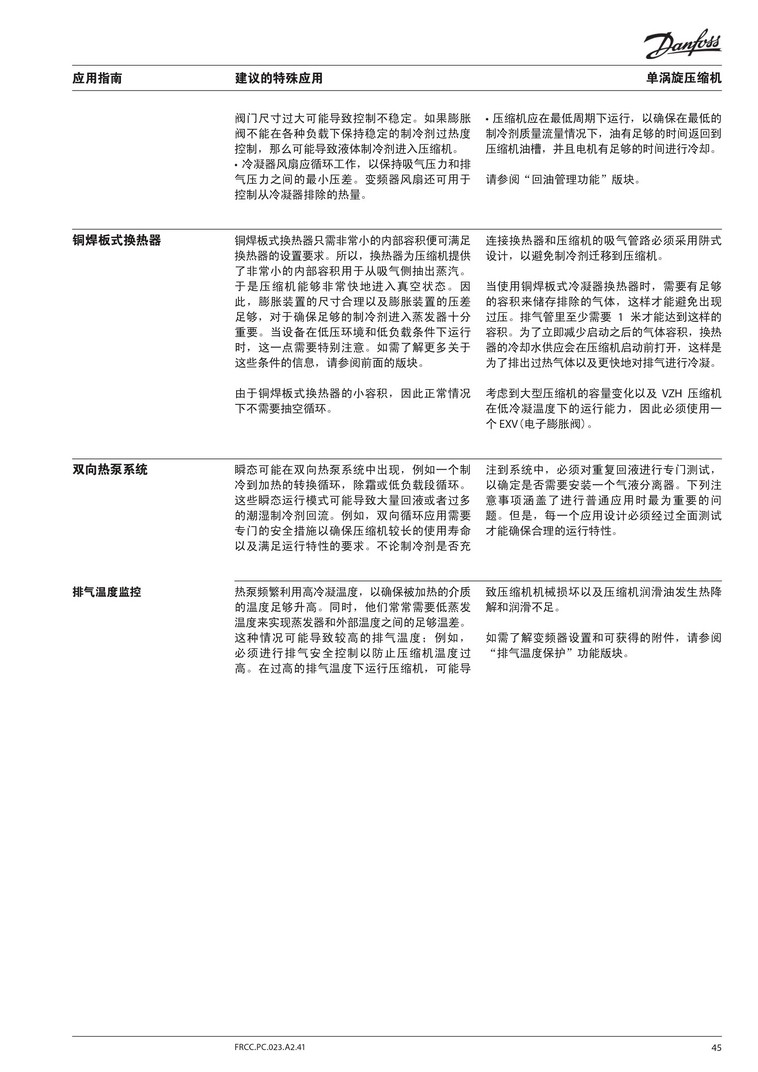 Danfoss
应用指南
建议的特殊应用
单涡旋压缩机
阀门尺寸过大可能导致控制不稳定。如果膨胀
阀不能在各种负载下保持稳定的制冷剂过热度
控制，那么可能导致液体制冷剂进入压缩机。
• 冷凝器风扇应循环工作，以保持吸气压力和排
气压力之间的最小压差。变频器风扇还可用于
控制从冷凝器排除的热量。
• 压缩机应在最低周期下运行，以确保在最低的
制冷剂质量流量情况下，油有足够的时间返回到
压缩机油槽，并且电机有足够的时间进行冷却。
请参阅“回油管理功能”版块。
铜焊板式换热器
铜焊板式换热器只需非常小的内部容积便可满足
换热器的设置要求。所以，换热器为压缩机提供
了非常小的内部容积用于从吸气侧抽出蒸汽。
于是压缩机能够非常快地进入真空状态。因
此，膨胀装置的尺寸合理以及膨胀装置的压差
足够，对于确保足够的制冷剂进入蒸发器十分
重要。当设备在低压环境和低负载条件下运行
时，这一点需要特别注意。如需了解更多关于
这些条件的信息，请参阅前面的版块。
由于铜焊板式换热器的小容积，因此正常情况
下不需要抽空循环。
连接换热器和压缩机的吸气管路必须采用阱式
设计，以避免制冷剂迁移到压缩机。
当使用铜焊板式冷凝器换热器时，需要有足够
的容积来储存排除的气体，这样才能避免出现
过压。排气管里至少需要 1 米才能达到这样的
容积。为了立即减少启动之后的气体容积，换热
器的冷却水供应会在压缩机启动前打开，这样是
为了排出过热气体以及更快地对排气进行冷凝。
考虑到大型压缩机的容量变化以及 VZH 压缩机
在低冷凝温度下的运行能力，因此必须使用一
个 EXV（电子膨胀阀）。
双向热泵系统
瞬态可能在双向热泵系统中出现，例如一个制
冷到加热的转换循环，除霜或低负载段循环。
这些瞬态运行模式可能导致大量回液或者过多
的潮湿制冷剂回流。例如，双向循环应用需要
专门的安全措施以确保压缩机较长的使用寿命
以及满足运行特性的要求。不论制冷剂是否充
注到系统中，必须对重复回液进行专门测试，
以确定是否需要安装一个气液分离器。下列注
意事项涵盖了进行普通应用时最为重要的问
题。但是，每一个应用设计必须经过全面测试
才能确保合理的运行特性。
排气温度监控
热泵频繁利用高冷凝温度，以确保被加热的介质
的温度足够升高。同时，他们常常需要低蒸发
温度来实现蒸发器和外部温度之间的足够温差。
这种情况可能导致较高的排气温度；例如，
必须进行排气安全控制以防止压缩机温度过
高。在过高的排气温度下运行压缩机，可能导
致压缩机机械损坏以及压缩机润滑油发生热降
解和润滑不足。
如需了解变频器设置和可获得的附件，请参阅
“排气温度保护”功能版块。
FRCC.PC.023.A2.41
45